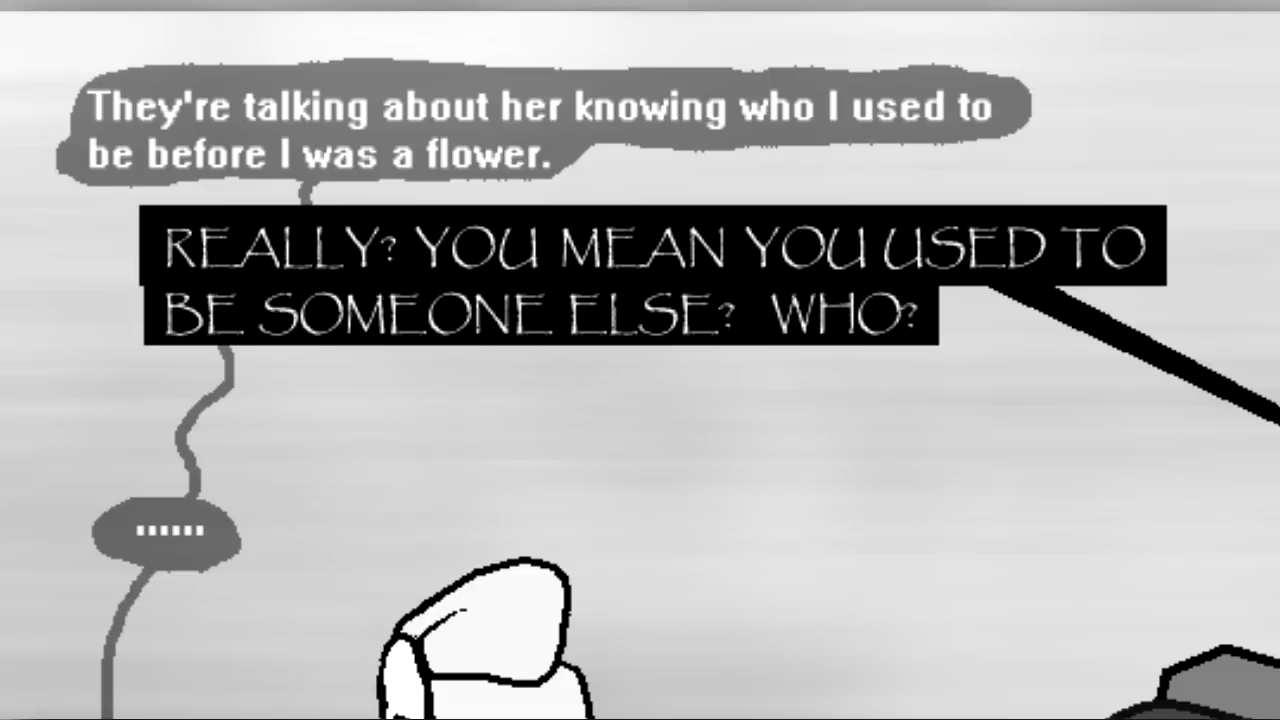 They're talking about her knowing who I used to
be before I was a flower.
REALLY? YOU MEAN YOU USED TO
BE SOMEONE ELSE? WHO?
......